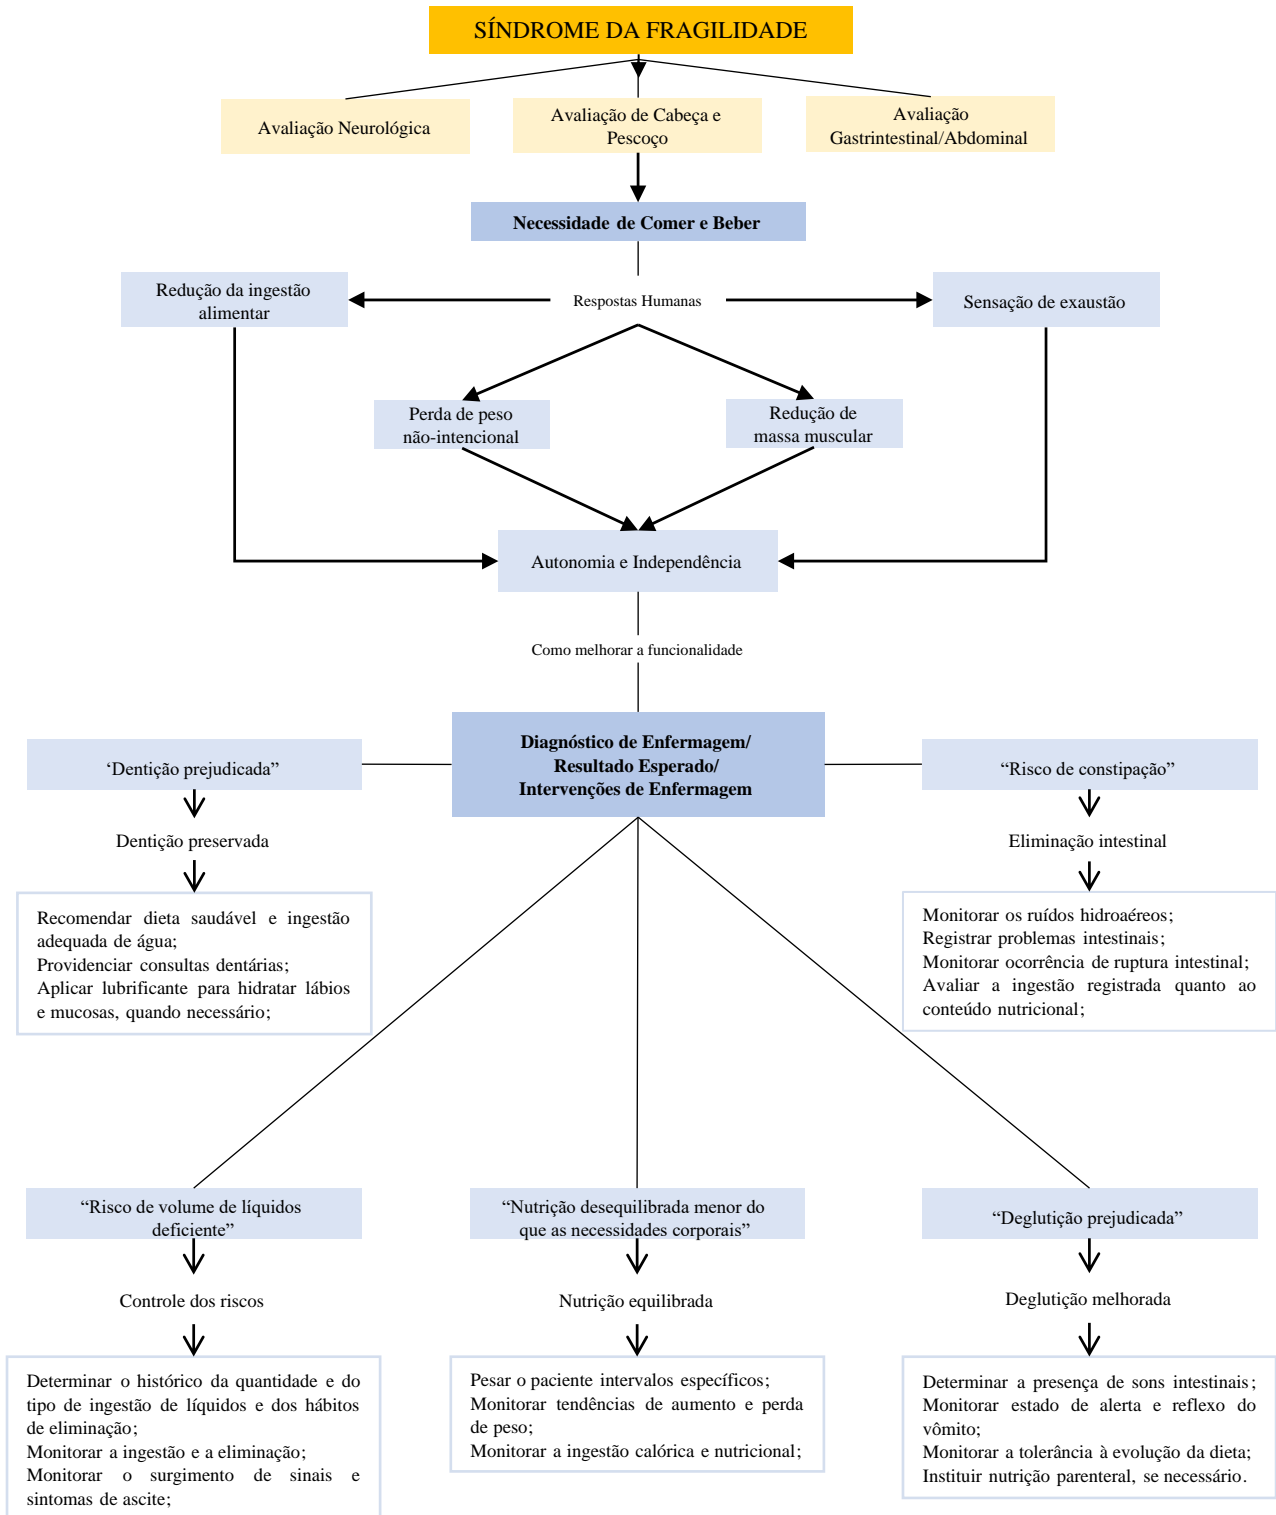 SÍNDROME DA FRAGILIDADE
Avaliação Neurológica
Avaliação de Cabeça e
Pescoço
Avaliação
Gastrintestinal/Abdominal
Necessidade de Comer e Beber
Redução da ingestão
alimentar
Respostas Humanas
Sensação de exaustão
Perda de peso
não-intencional
Redução de
massa muscular
Autonomia e Independência
Como melhorar a funcionalidade
Diagnóstico de Enfermagem/
Resultado Esperado/
Intervenções de Enfermagem
‘Dentição prejudicada”
Dentição preservada
Recomendar dieta saudável e ingestão
adequada de água;
Providenciar consultas dentárias;
Aplicar lubrificante para hidratar lábios
e mucosas, quando necessário;
“Risco de constipação”
Eliminação intestinal
Monitorar os ruídos hidroaéreos;
Registrar problemas intestinais;
Monitorar ocorrência de ruptura intestinal;
Avaliar a ingestão registrada quanto ao
conteúdo nutricional;
“Risco de volume de líquidos
deficiente”
Controle dos riscos
Determinar o histórico da quantidade e do
tipo de ingestão de líquidos e dos hábitos
de eliminação;
Monitorar a ingestão e a eliminação;
Monitorar o surgimento de sinais e
sintomas de ascite;
“Nutrição desequilibrada menor do
que as necessidades corporais”
Nutrição equilibrada
Pesar o paciente intervalos específicos;
Monitorar tendências de aumento e perda
de peso;
Monitorar a ingestão calórica e nutricional;
“Deglutição prejudicada”
Deglutição melhorada
Determinar a presença de sons intestinais;
Monitorar estado de alerta e reflexo do
vômito;
Monitorar a tolerância à evolução da dieta;
Instituir nutrição parenteral, se necessário.